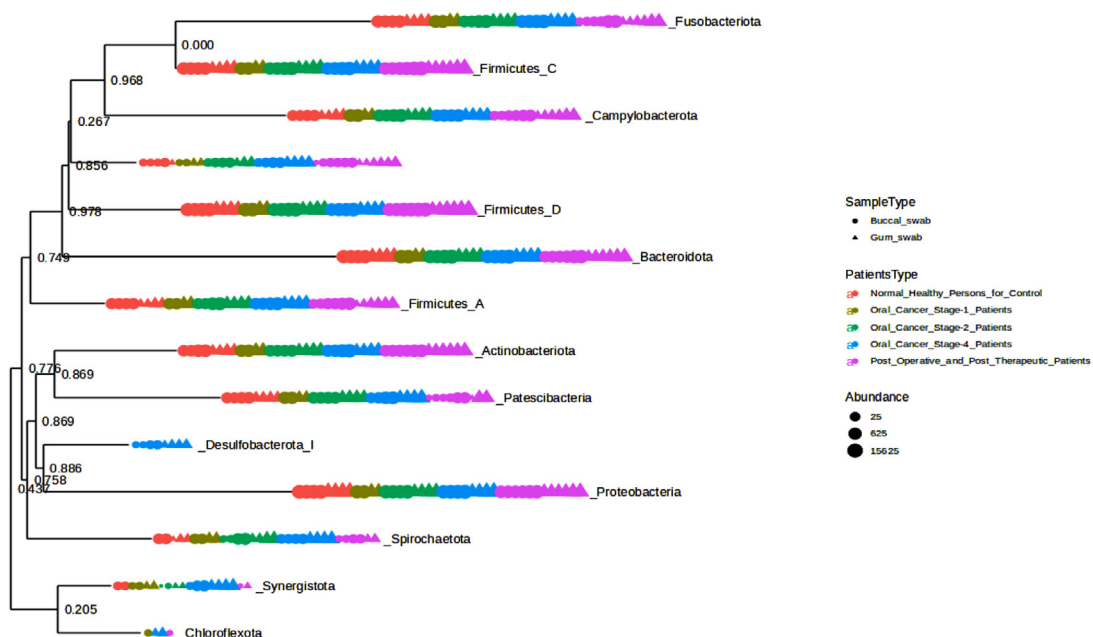 _Fusobacteriota
0.000
_Firmicutes_C
0.968
_Campylobacterota
0.267
0.856
0.978
_Firmicutes_D
0.749
_Bacteroidota
_Firmicutes_A
_Actinobacteriota
0.776
0.869
_Patescibacteria
0.869
_Desulfobacterota_I
0.886
0.758
0.437
_Proteobacteria
_Spirochaetota
_Synergistota
0.205
Chloroflexota
SampleType
Buccal_swab
Gum_swab
PatientsType
a Normal_Healthy_Persons_for_Control
a Oral_Cancer_Stage-1_Patients
a Oral_Cancer_Stage-2_Patients
a Oral_Cancer_Stage-4_Patients
a Post_Operative_and_Post_Therapeutic_Patients
Abundance
25
625
15625